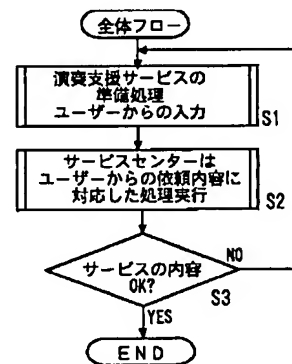 全体フロー
演奏支援サービスの
準備処理
ユーザーからの入力
S1
サービスセンターは
ユーザーからの依頼内容に
対応した処理実行
S2
サービスの内容
OK?
NO
S3
YES
END